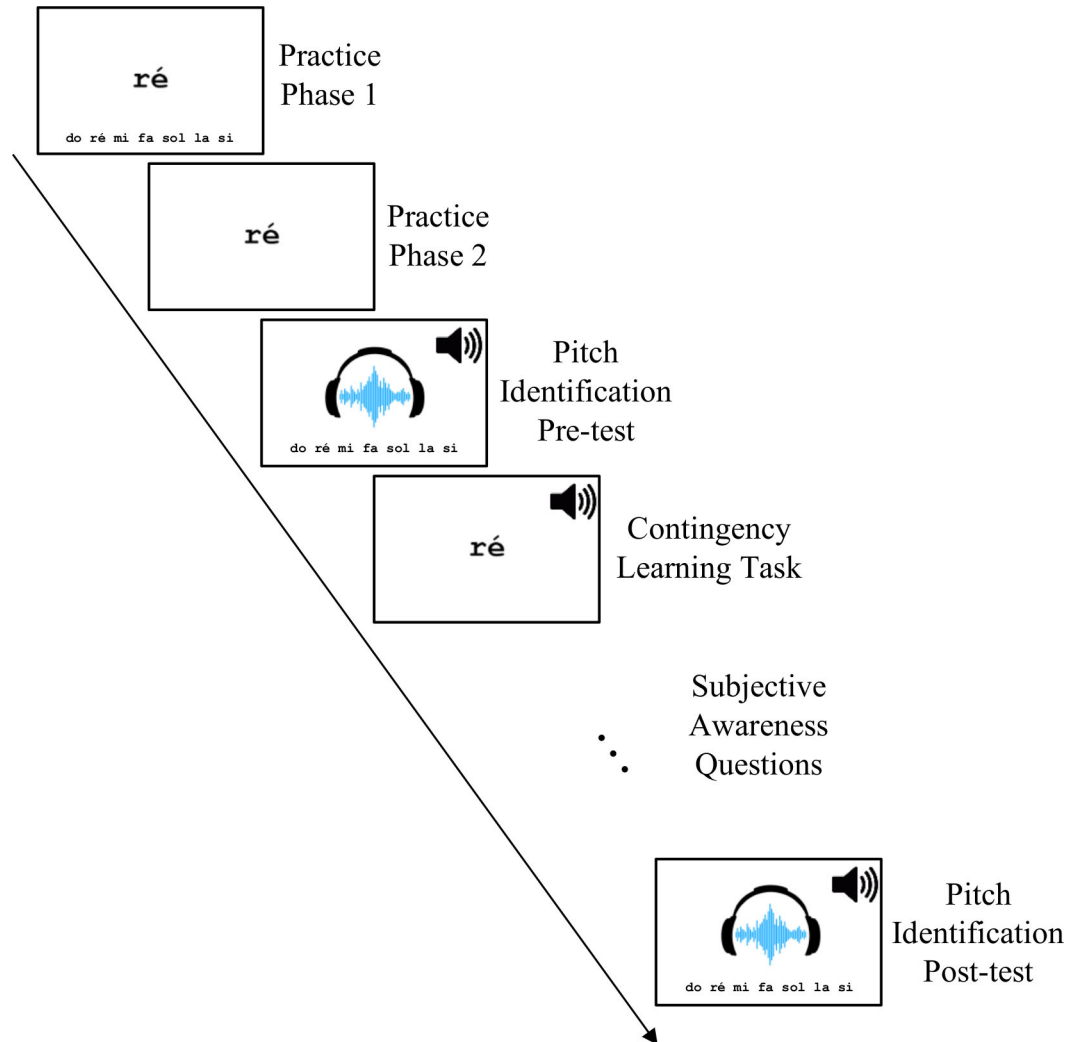 ré
do ré mi fa sol la si
Practice
Phase 1
ré
Practice
Phase 2
do ré mi fa sol la si
Pitch
Identification
Pre-test
ré
Contingency
Learning Task
Subjective
Awareness
Questions
do ré mi fa sol la si
Pitch
Identification
Post-test